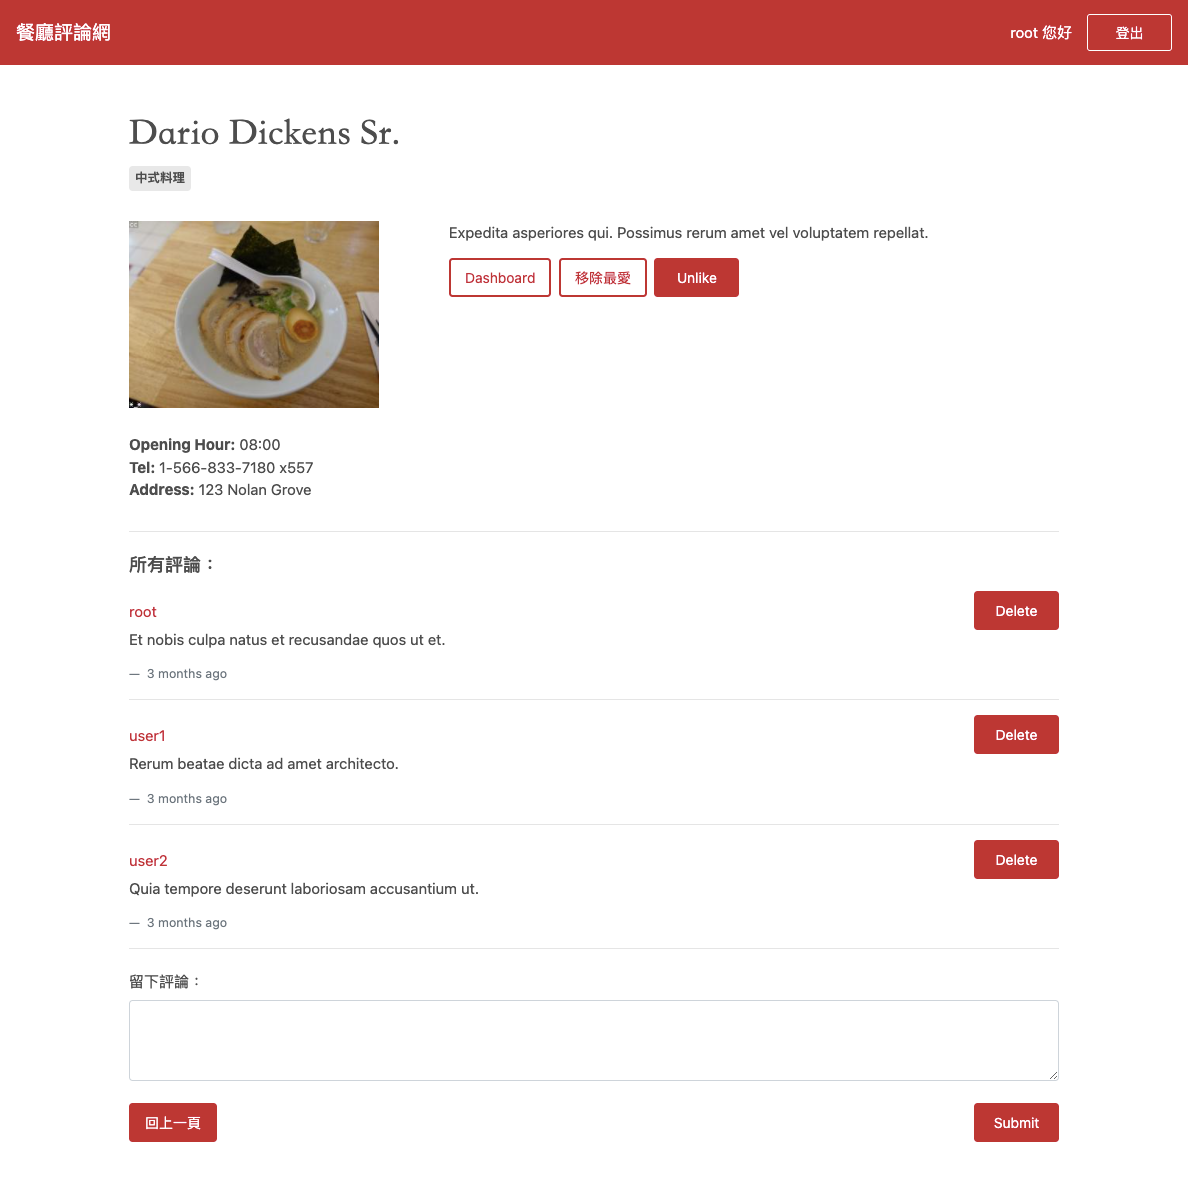 餐廳評論網
root 您好
登出
Dario Dickens Sr.
中式料理
Expedita asperiores qui. Possimus rerum amet vel voluptatem repellat.
Dashboard
移除最愛
Unlike
Opening Hour: 08:00
Tel: 1-566-833-7180 x557
Address: 123 Nolan Grove
所有評論：
root
Delete
Et nobis culpa natus et recusandae quos ut et.
— 3 months ago
user1
Delete
Rerum beatae dicta ad amet architecto.
— 3 months ago
user2
Delete
Quia tempore deserunt laboriosam accusantium ut.
— 3 months ago
留下評論：
回上一頁
Submit